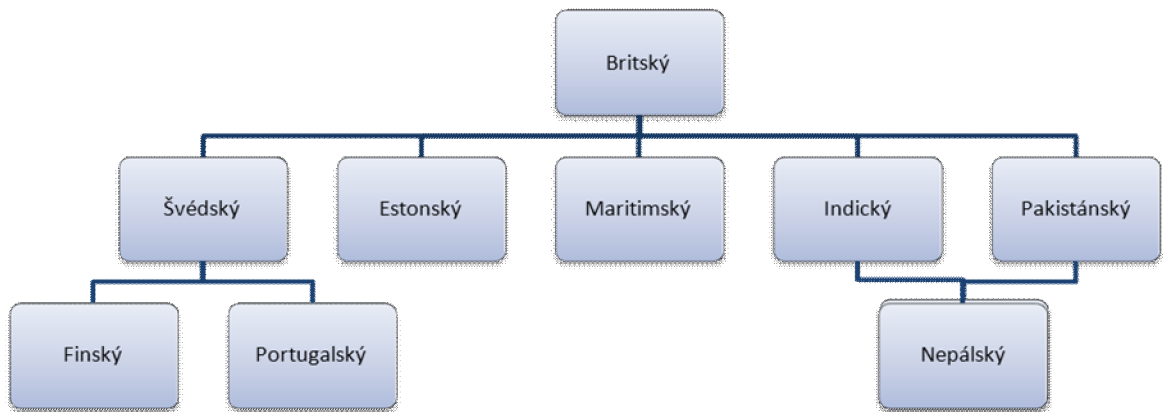 Britský
Švédský
Estonský
Maritimský
Indický
Pakistánský
Finský
Portugalský
Nepálský